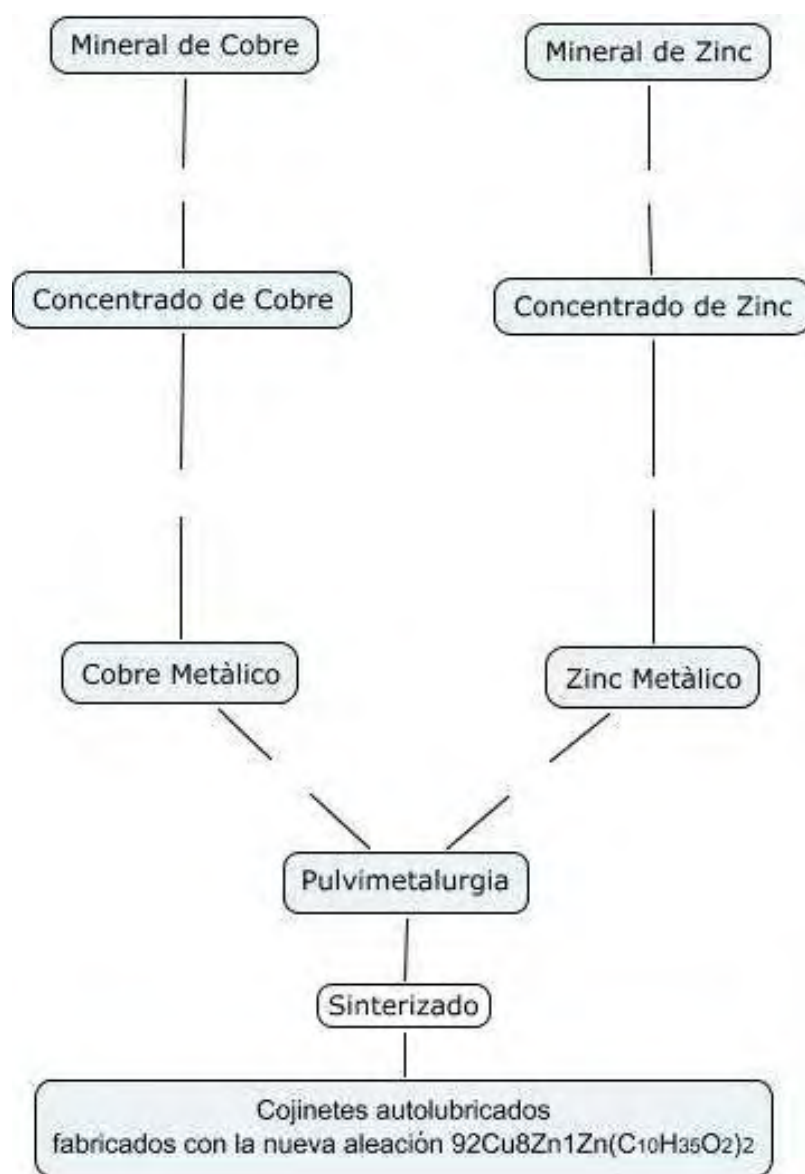 Mineral de Cobre
Mineral de Zinc
Concentrado de Cobre
Concentrado de Zinc
Cobre Metàlico
Zinc Metàlico
Pulvimetalurgia
Sinterizado
Cojinetes autolubricados
fabricados con la nueva aleación 92Cu8Zn1Zn(C10H35O2)2